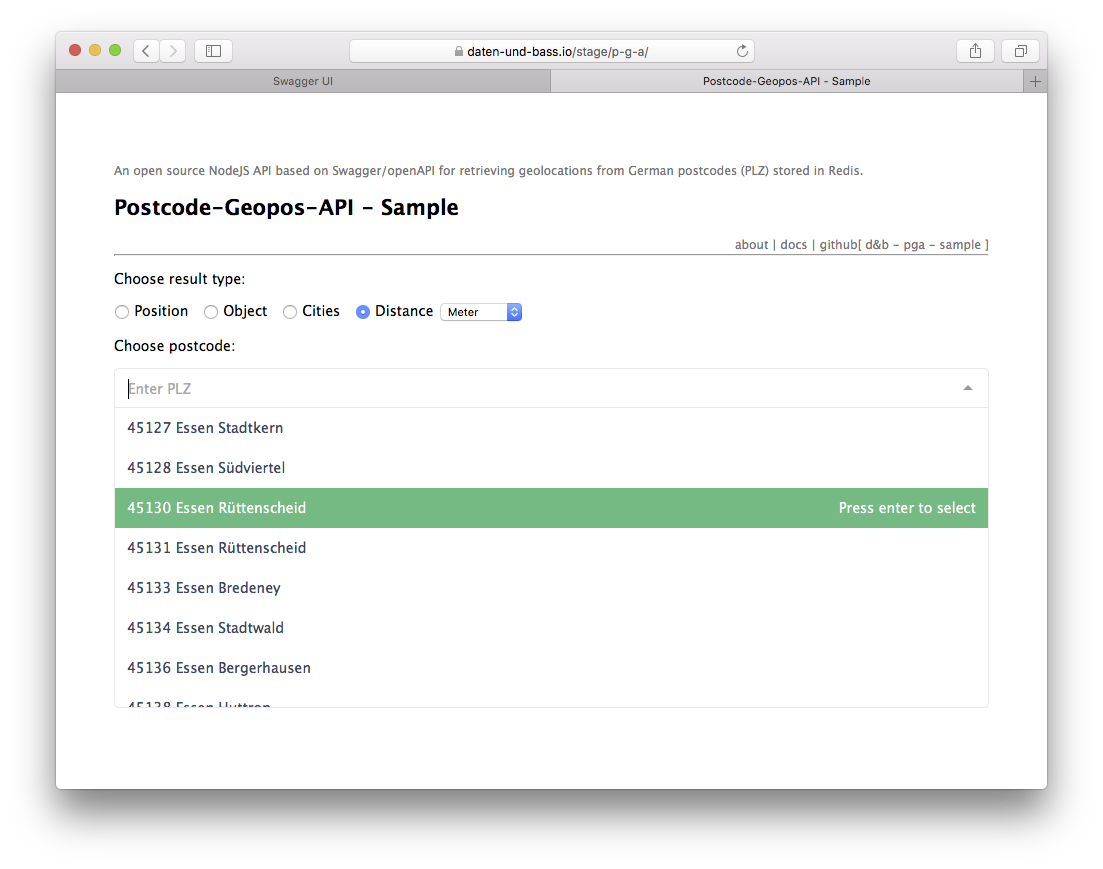 daten-und-bass.io/stage/p-g-a/
Swagger UI
Postcode-Geopos-API - Sample
An open source NodeJS API based on Swagger/openAPI for retrieving geolocations from German postcodes (PLZ) stored in Redis.
Postcode-Geopos-API - Sample
about | docs | github[ d&b - pga - sample ]
Choose result type:
Position Object Cities Distance Meter
Choose postcode:
Enter PLZ
45127 Essen Stadtkern
45128 Essen Südviertel
45130 Essen Rüttenscheid Press enter to select
45131 Essen Rüttenscheid
45133 Essen Bredeney
45134 Essen Stadtwald
45136 Essen Bergerhausen
45138 Essen Huttrop